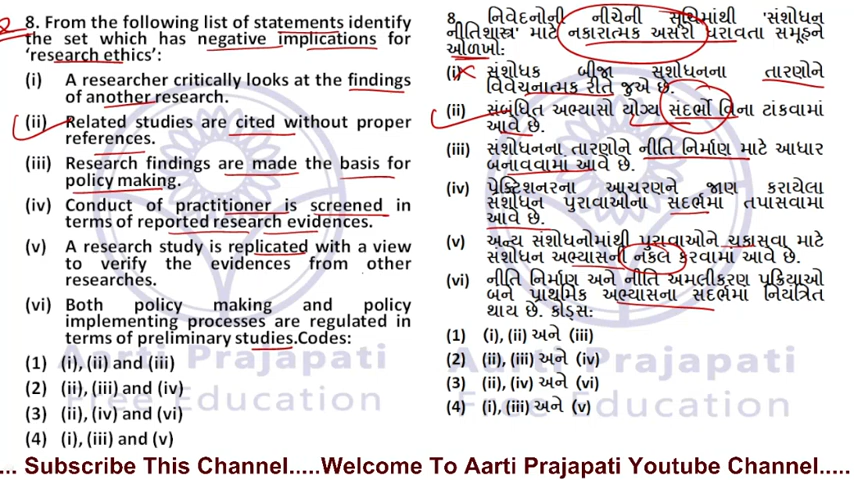 8. From the following list of statements identify
the set which has negative implications for
‘research ethics’:
(i) A researcher critically looks at the findings
of another research.
(ii) Related studies are cited without proper
references.
(iii) Research findings are made the basis for
policy making.
(iv) Conduct of practitioner is screened in
terms of reported research evidences.
(v) A research study is replicated with a view
to verify the evidences from other
researches.
(vi) Both policy making and policy
implementing processes are regulated in
terms of preliminary studies.Codes:
(1) (i), (ii) and (iii)
(2) (ii), (iii) and (iv)
(3) (ii), (iv) and (vi)
(4) (i), (iii) and (v)
8. નિવેદનોની નીચેની સૂચિમાંથી 'સંશોધન
નીતિશાસ્ત્ર' માટે નકારાત્મક અસરો ધરાવતા સમૂહને
ઓળખો:
(i) સંશોધક બીજા સંશોધનના તારણોને
વિવેચનાત્મક રીતે જુએ છે.
(ii) સંબંધિત અભ્યાસો યોગ્ય સંદર્ભો વિના ટાંકવામાં
આવે છે.
(iii) સંશોધનના તારણોને નીતિ નિર્માણ માટે આધાર
બનાવવામાં આવે છે.
(iv) પ્રેક્ટિશનરના આચરણને જાણ કરાયેલા
સંશોધન પુરાવાઓના સંદર્ભમાં તપાસવામાં
આવે છે.
(v) અન્ય સંશોધનોમાંથી પુરાવાઓને ચકાસવા માટે
સંશોધન અભ્યાસની નકલ કરવામાં આવે છે.
(vi) નીતિ નિર્માણ અને નીતિ અમલીકરણ પ્રક્રિયાઓ
બંને પ્રાથમિક અભ્યાસના સંદર્ભમાં નિયંત્રિત
થાય છે. કોડ્સ:
(1) (i), (ii) અને (iii)
(2) (ii), (iii) અને (iv)
(3) (ii), (iv) અને (vi)
(4) (i), (iii) અને (v)
Aarti Prajapati
Free Education
Aarti Prajapati
Free Education
... Subscribe This Channel.....Welcome To Aarti Prajapati Youtube Channel.....